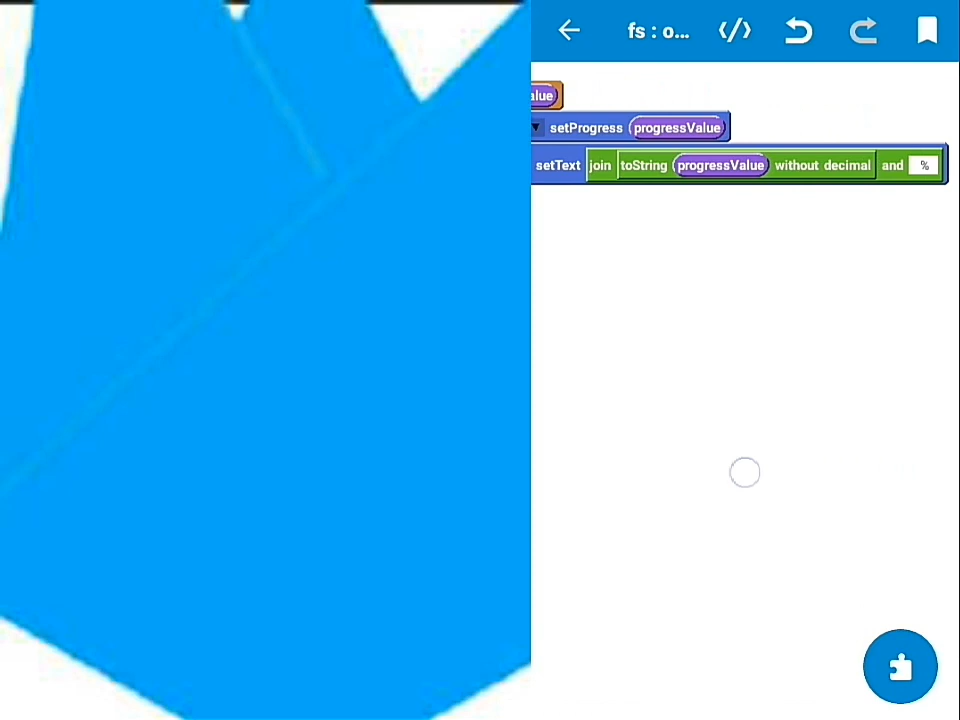 fs : o... </>
alue
setProgress progressValue
setText join toString progressValue without decimal and %